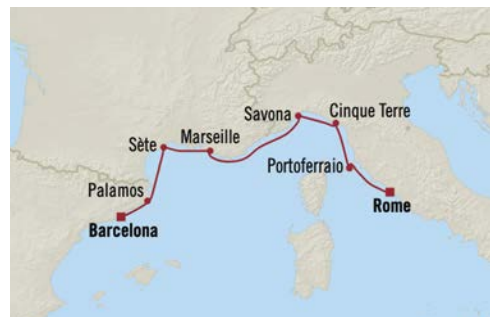 Savona
Cinque Terre
Sète
Marseille
Portoferraio
Palamos
Rome
Barcelona